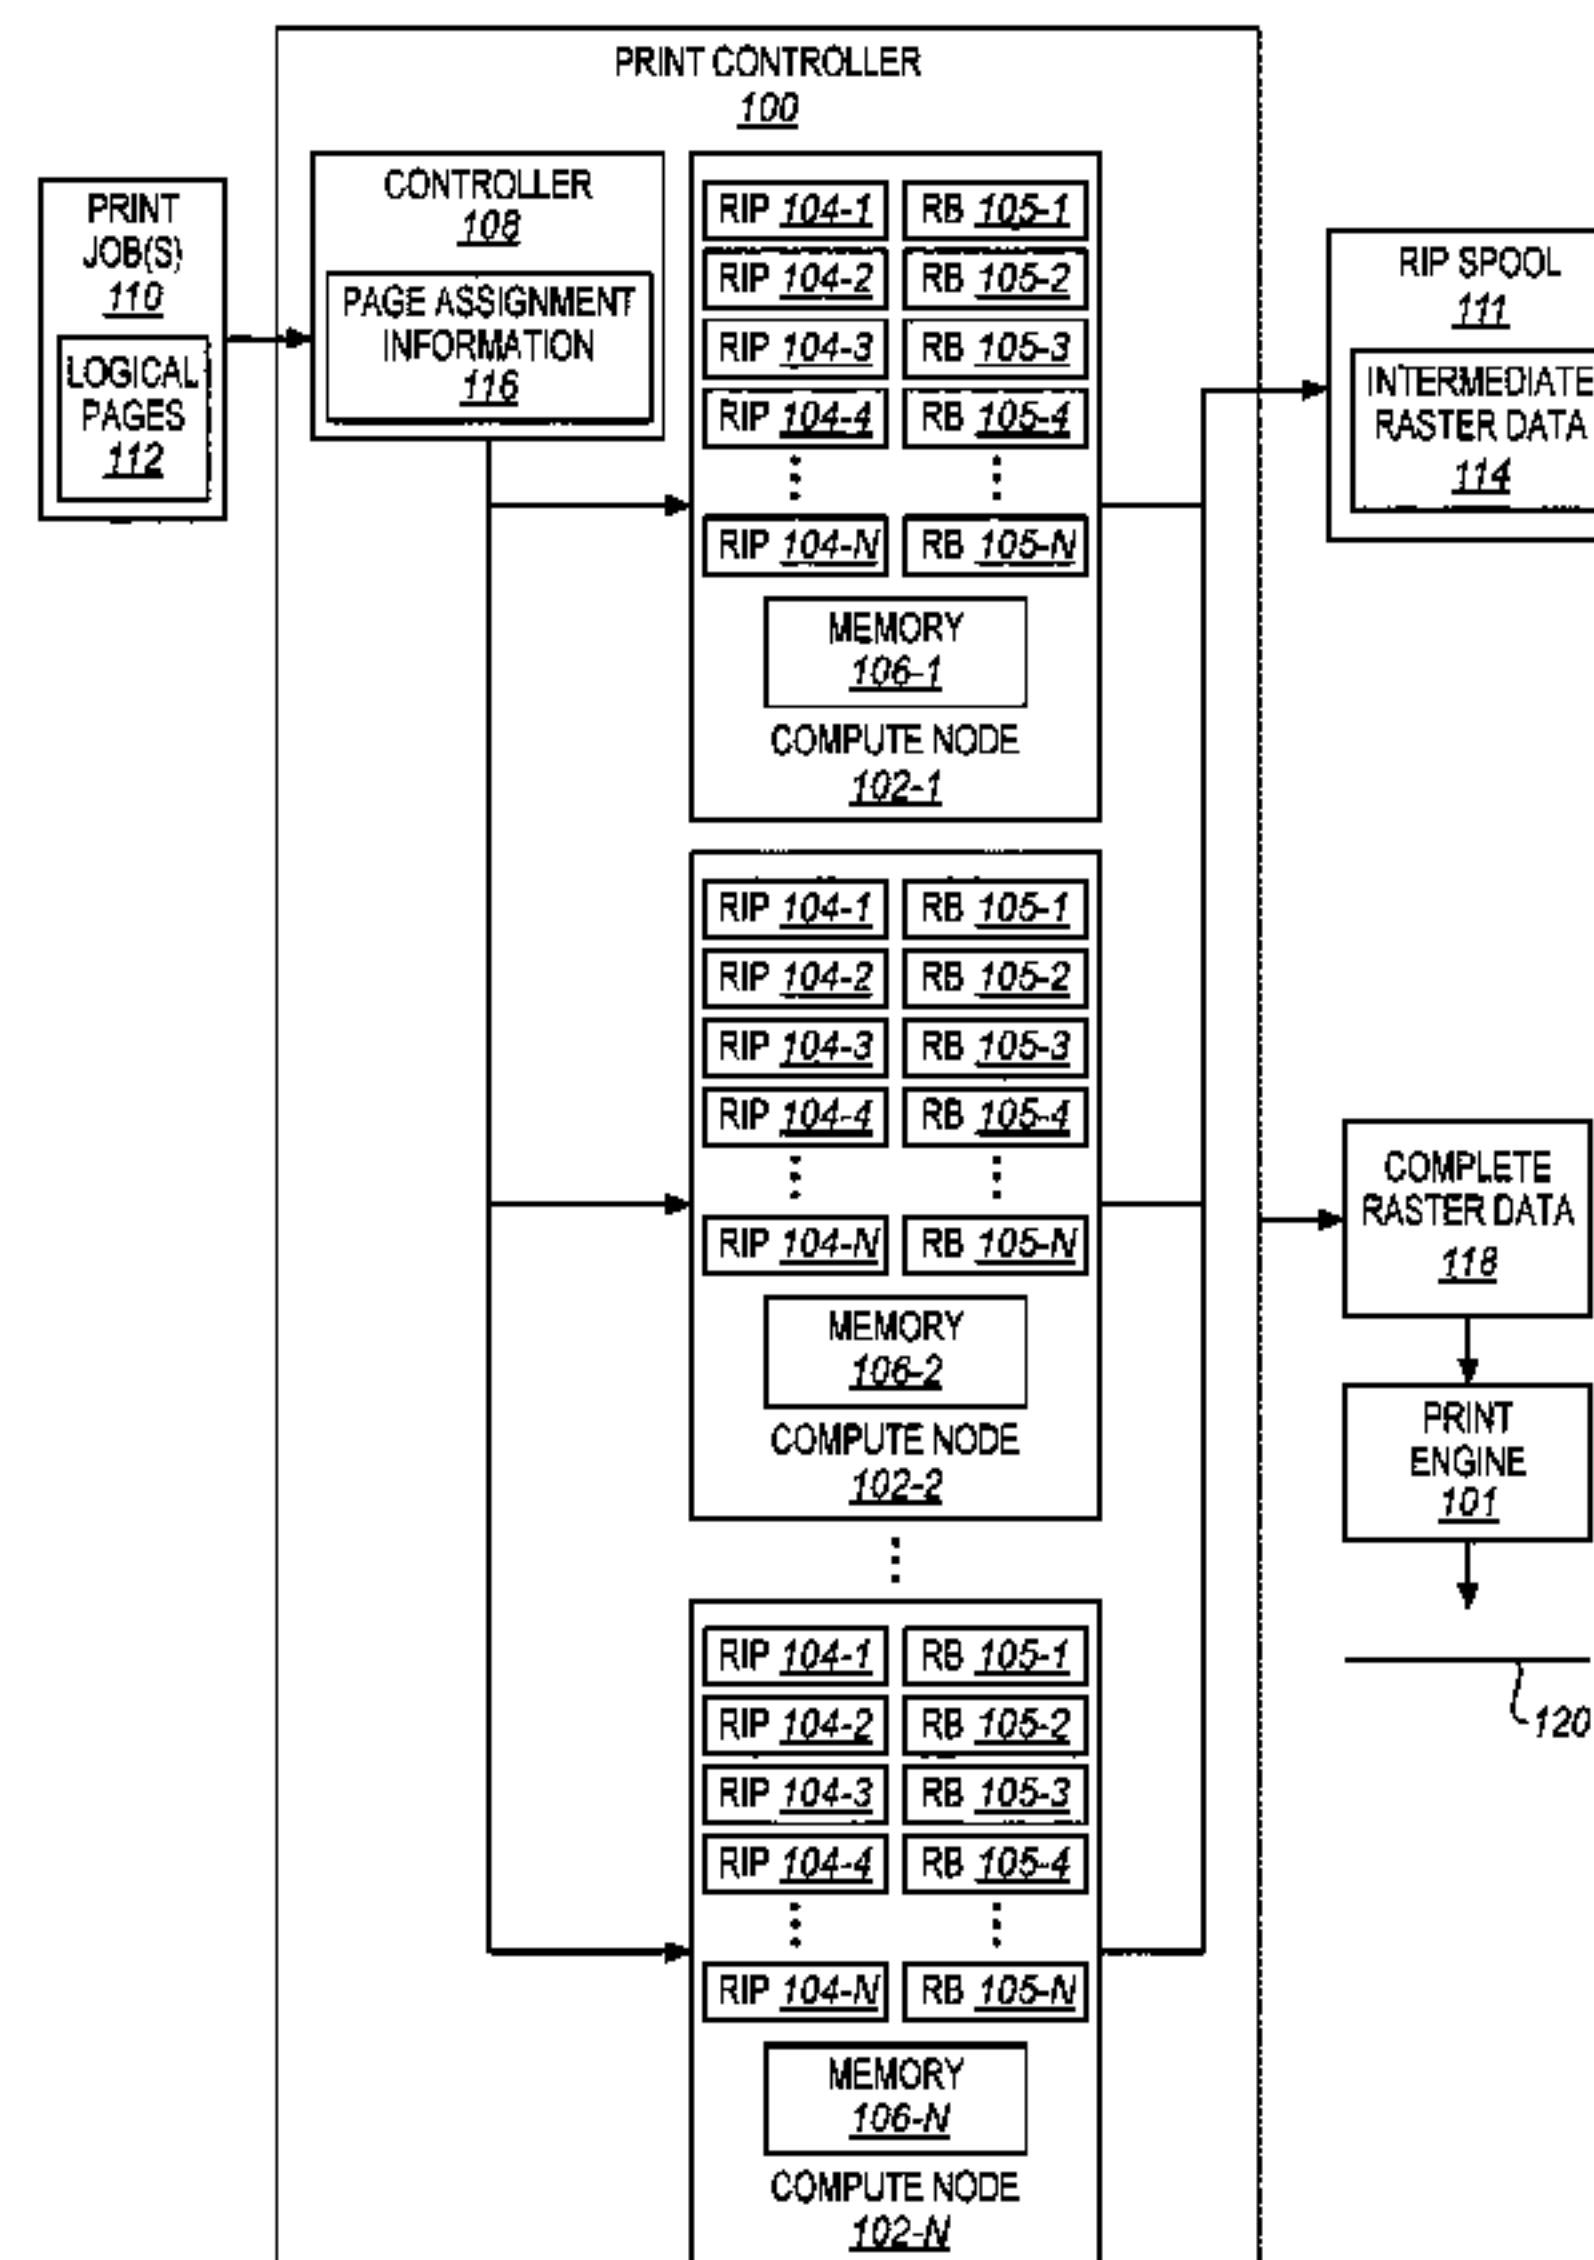 PRINT CONTROLLER
100
PRINT
JOB(S)
110
LOGICAL
PAGES
112
CONTROLLER
108
PAGE ASSIGNMENT
INFORMATION
116
RIP 104-1 RB 105-1
RIP 104-2 RB 105-2
RIP 104-3 RB 105-3
RIP 104-4 RB 105-4
RIP 104-N RB 105-N
MEMORY
106-1
COMPUTE NODE
102-1
RIP 104-1 RB 105-1
RIP 104-2 RB 105-2
RIP 104-3 RB 105-3
RIP 104-4 RB 105-4
RIP 104-N RB 105-N
MEMORY
106-2
COMPUTE NODE
102-2
RIP 104-1 RB 105-1
RIP 104-2 RB 105-2
RIP 104-3 RB 105-3
RIP 104-4 RB 105-4
RIP 104-N RB 105-N
MEMORY
106-N
COMPUTE NODE
102-N
RIP SPOOL
111
INTERMEDIATE
RASTER DATA
114
COMPLETE
RASTER DATA
118
PRINT
ENGINE
101
120